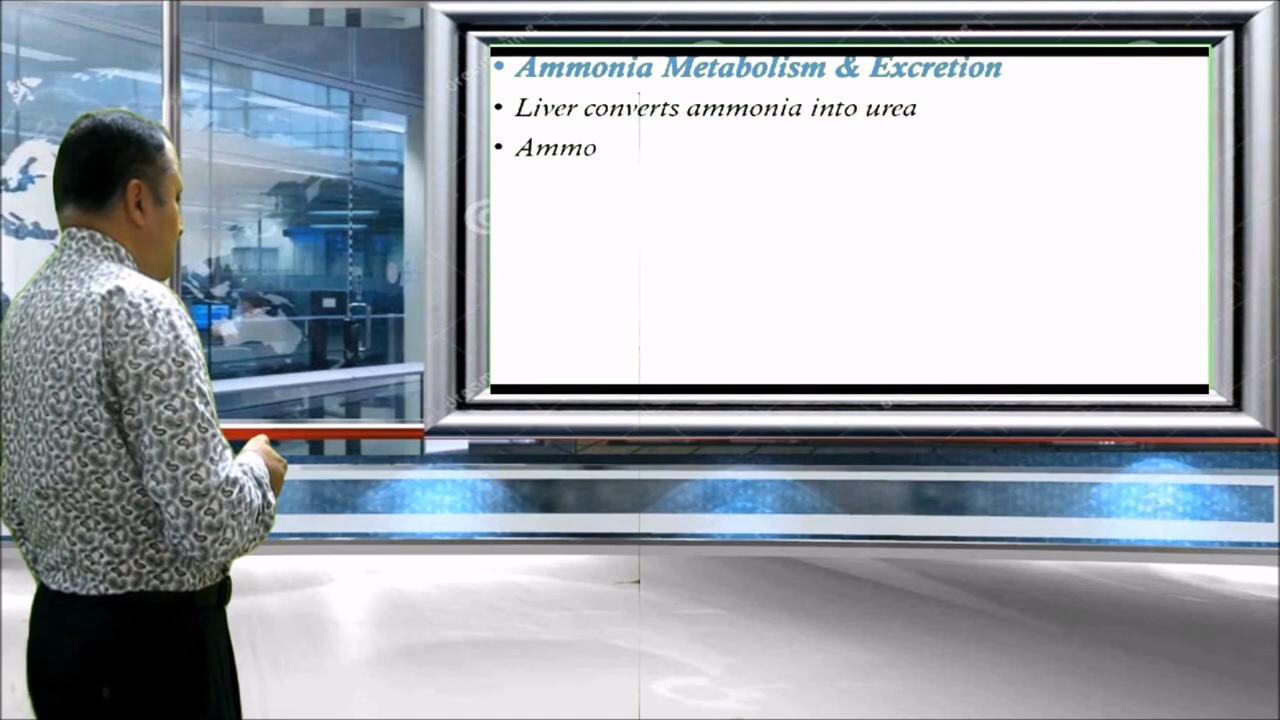 • Ammonia Metabolism & Excretion
• Liver converts ammonia into urea
• Ammo